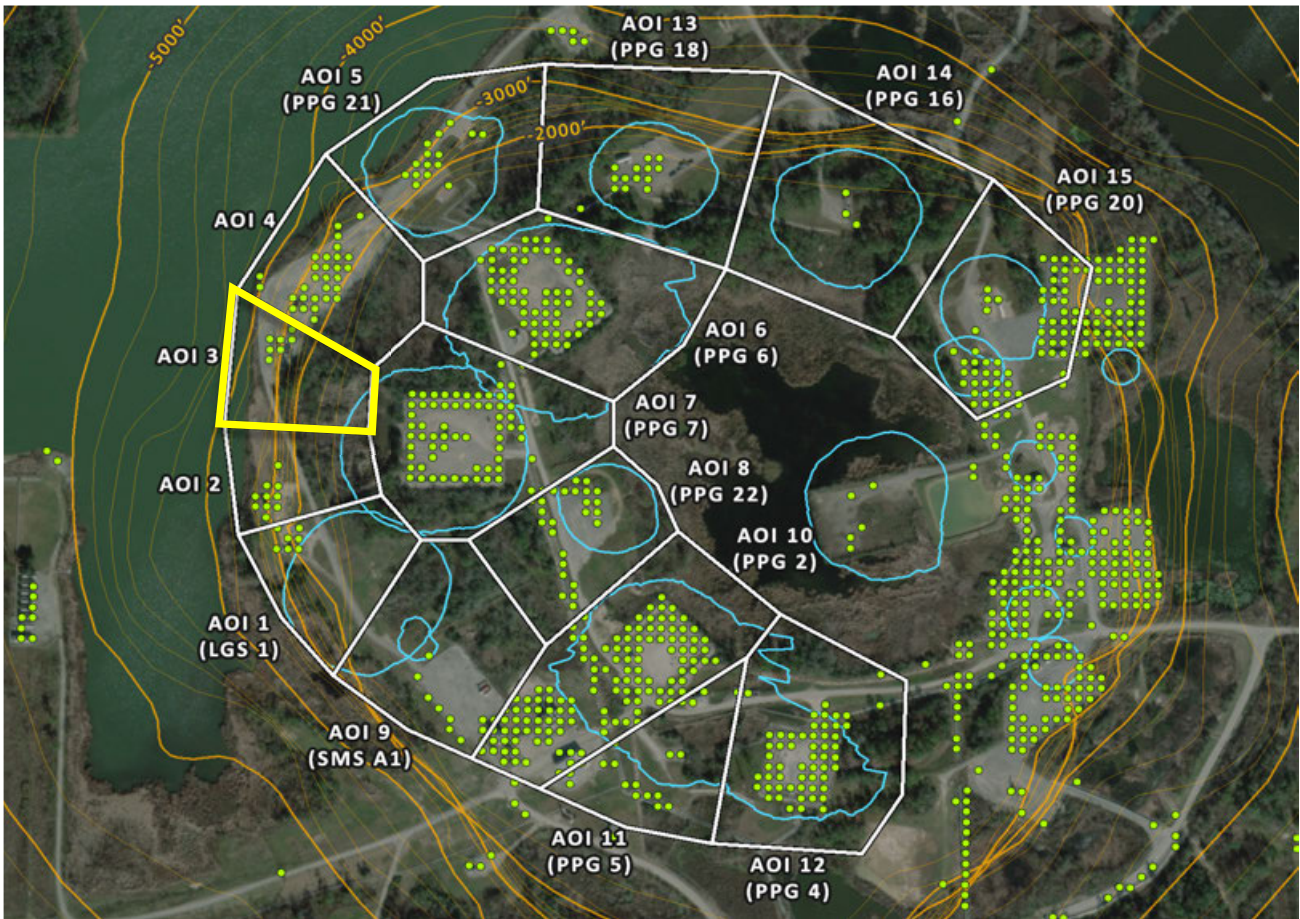 AOI 13
(PPG 18)
-5000'
-4000'
AOI 5
(PPG 21)
AOI 14
(PPG 16)
-3000'
-2000'
AOI 15
(PPG 20)
AOI 4
AOI 6
(PPG 6)
AOI 3
AOI 7
(PPG 7)
AOI 8
(PPG 22)
AOI 2
AOI 10
(PPG 2)
AOI 1
(LGS 1)
AOI 9
(SMS A1)
AOI 11
(PPG 5)
AOI 12
(PPG 4)